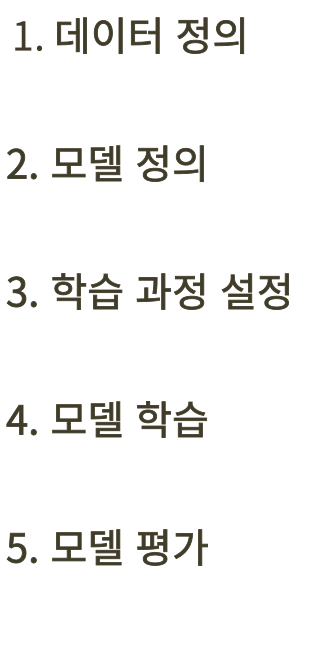 1. 데이터 정의
2. 모델 정의
3. 학습 과정 설정
4. 모델 학습
5. 모델 평가